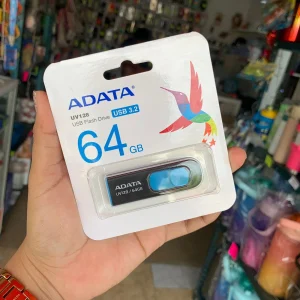 ADATA
UV128
USB Flash Drive USB 3.2
64 GB
ADATA
UV128 / 64GB